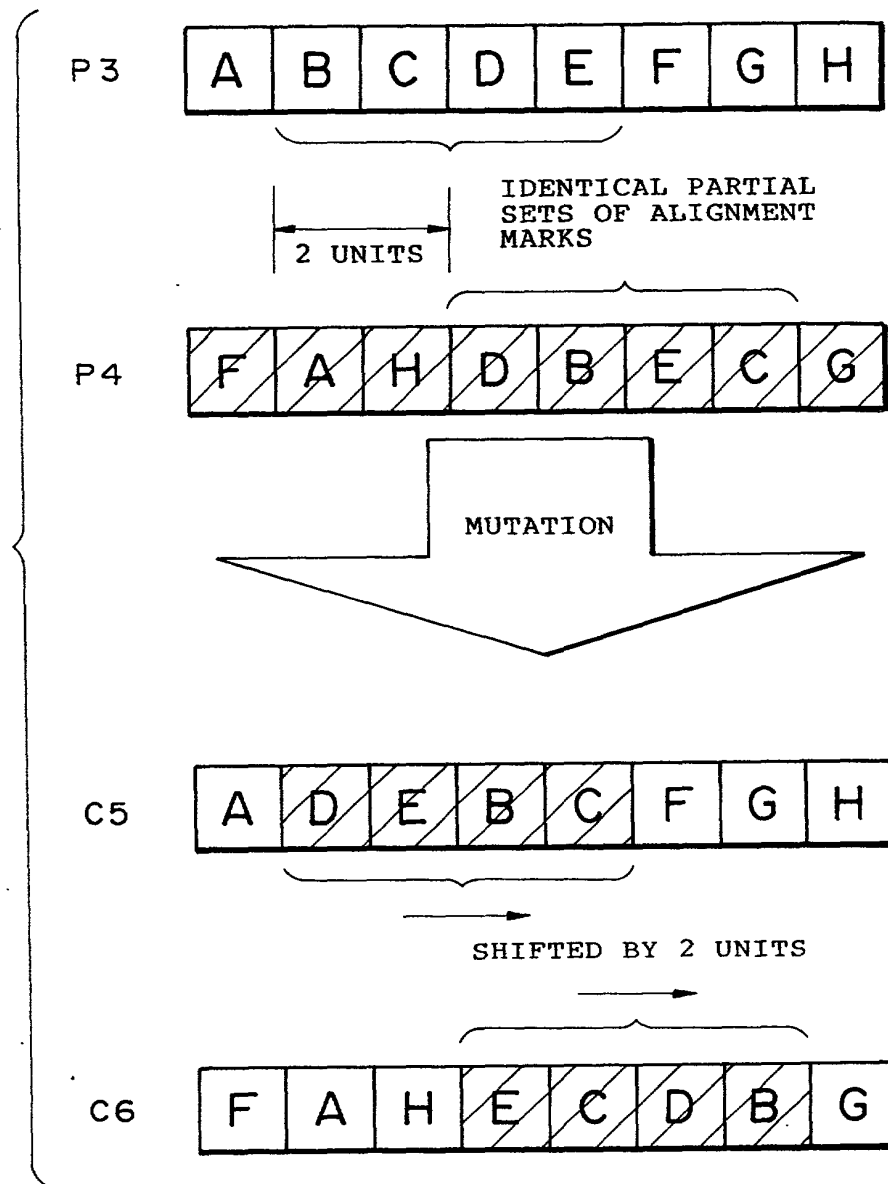 P3 A B C D E F G H
IDENTICAL PARTIAL
SETS OF ALIGNMENT
MARKS
2 UNITS
P4 F A H D B E C G
MUTATION
C5 A D E B C F G H
SHIFTED BY 2 UNITS
C6 F A H E C D B G